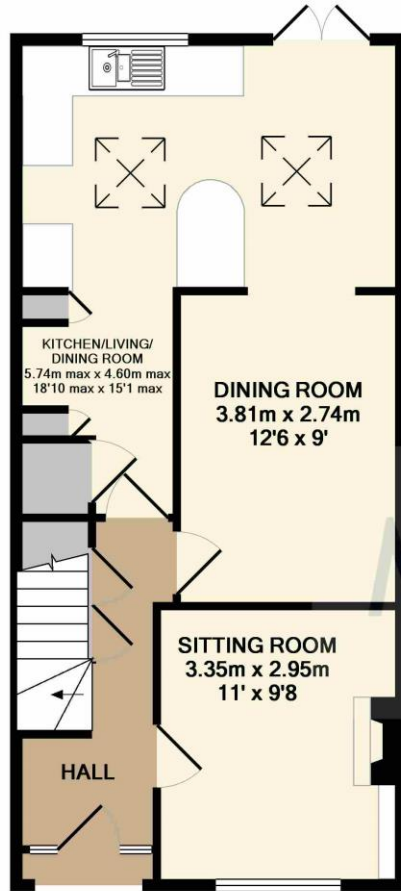 KITCHEN/LIVING/
DINING ROOM
5.74m max x 4.60m max
18'10 max x 15'1 max
DINING ROOM
3.81m x 2.74m
12'6 x 9'
SITTING ROOM
3.35m x 2.95m
11' x 9'8
HALL